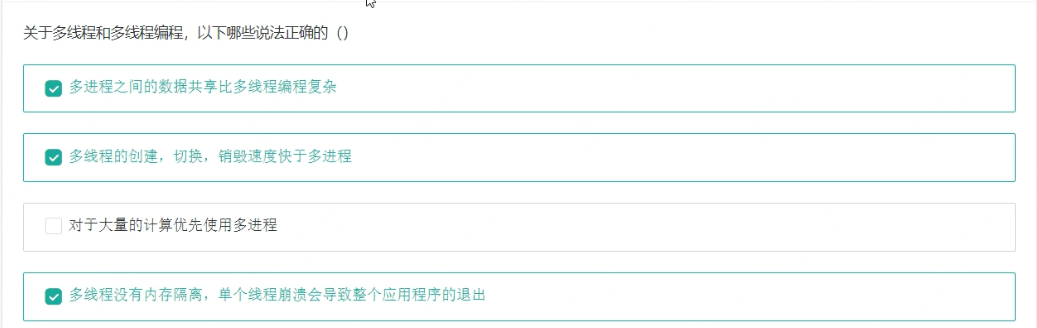 关于多线程和多线程编程，以下哪些说法正确的（）
多进程之间的数据共享比多线程编程复杂
多线程的创建，切换，销毁速度快于多进程
对于大量的计算优先使用多进程
多线程没有内存隔离，单个线程崩溃会导致整个应用程序的退出